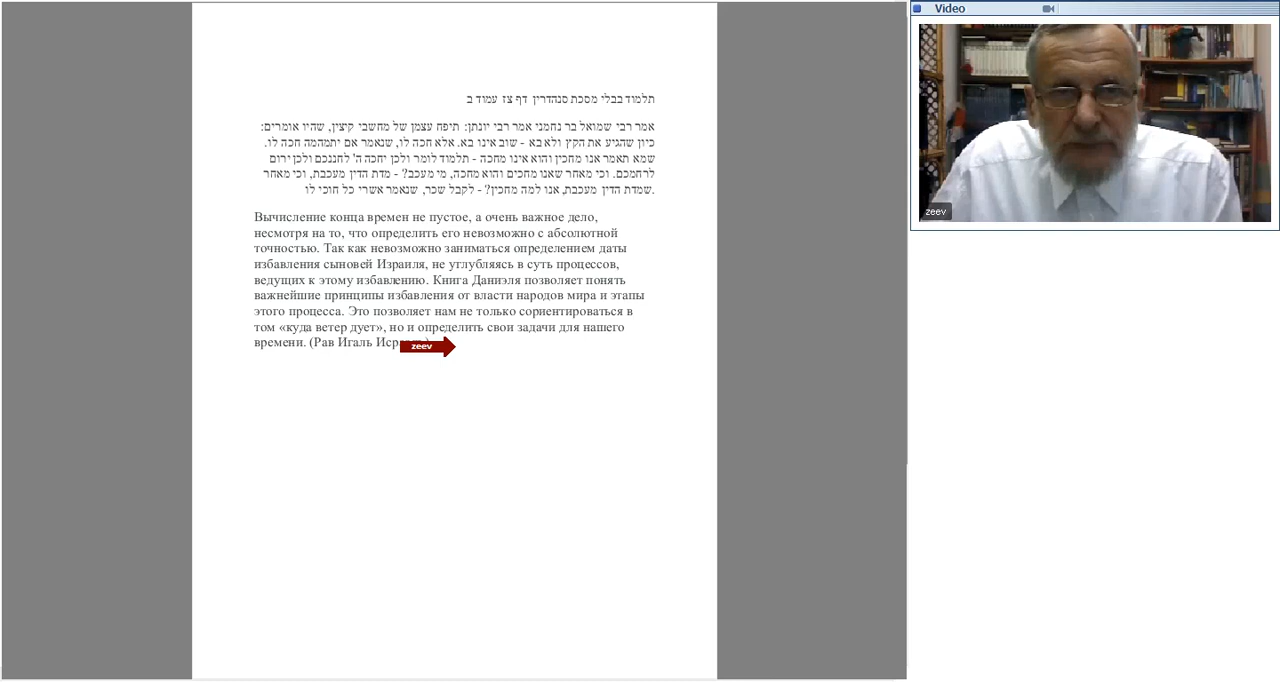 תלמוד בבלי מסכת סנהדרין דף צז עמוד ב
אמר רבי שמואל בר נחמני אמר רבי יונתן: תיפח עצמן של מחשבי קיצין, שהיו אומרים:
כיון שהגיע את הקץ ולא בא - שוב אינו בא. אלא חכה לו, שנאמר אם יתמהמה חכה לו.
שמא תאמר אנו מחכין והוא אינו מחכה - תלמוד לומר ולכן יחכה ה' לחננכם ולכן ירום
לרחמכם. וכי מאחר שאנו מחכים והוא מחכה, מי מעכב? - מדת הדין מעכבת, וכי מאחר
שמדת הדין מעכבת, אנו למה מחכין? - לקבל שכר, שנאמר אשרי כל חוכי לו.
Вычисление конца времен не пустое, а очень важное дело,
несмотря на то, что определить его невозможно с абсолютной
точностью. Так как невозможно заниматься определением даты
избавления сыновей Израиля, не углубляясь в суть процессов,
ведущих к этому избавлению. Книга Даниэля позволяет понять
важнейшие принципы избавления от власти народов мира и этапы
этого процесса. Это позволяет нам не только сориентироваться в
том «куда ветер дует», но и определить свои задачи для нашего
времени. (Рав Игаль
zeev
Video
zeev